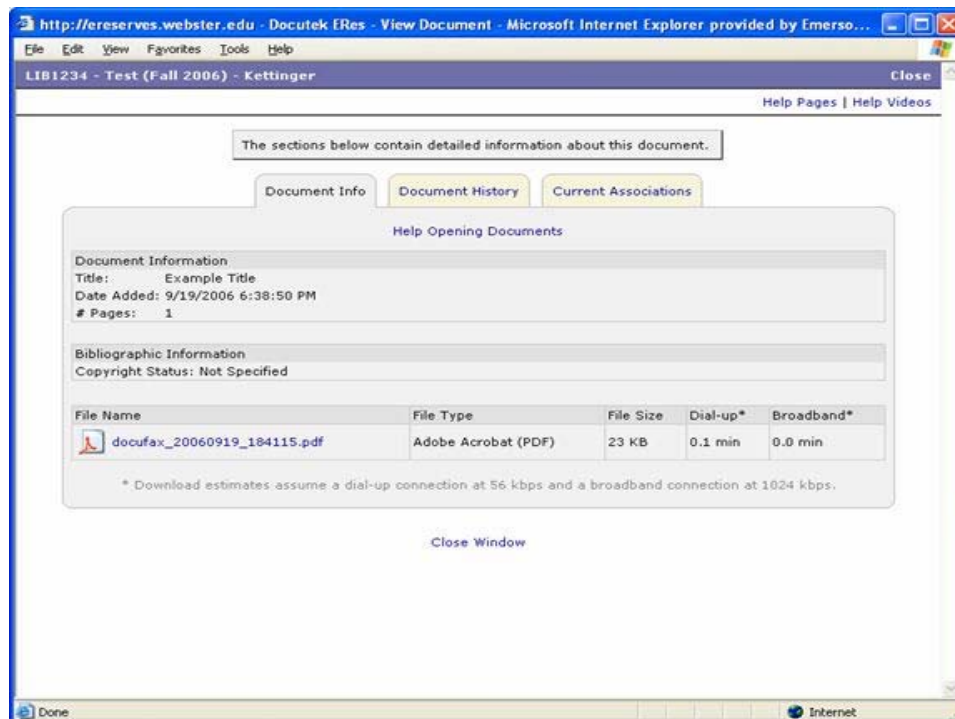 http://ereserves.webster.edu - Docutek ERes - View Document - Microsoft Internet Explorer provided by Emerso...
File Edit View Favorites Tools Help
LIB1234 - Test (Fall 2006) - Kettinger Close
Help Pages | Help Videos
The sections below contain detailed information about this document.
Document Info Document History Current Associations
Help Opening Documents
Document Information
Title: Example Title
Date Added: 9/19/2006 6:38:50 PM
# Pages: 1
Bibliographic Information
Copyright Status: Not Specified
File Name File Type File Size Dial-up* Broadband*
docufax_20060919_184115.pdf Adobe Acrobat (PDF) 23 KB 0.1 min 0.0 min
* Download estimates assume a dial-up connection at 56 kbps and a broadband connection at 1024 kbps.
Close Window
Done Internet